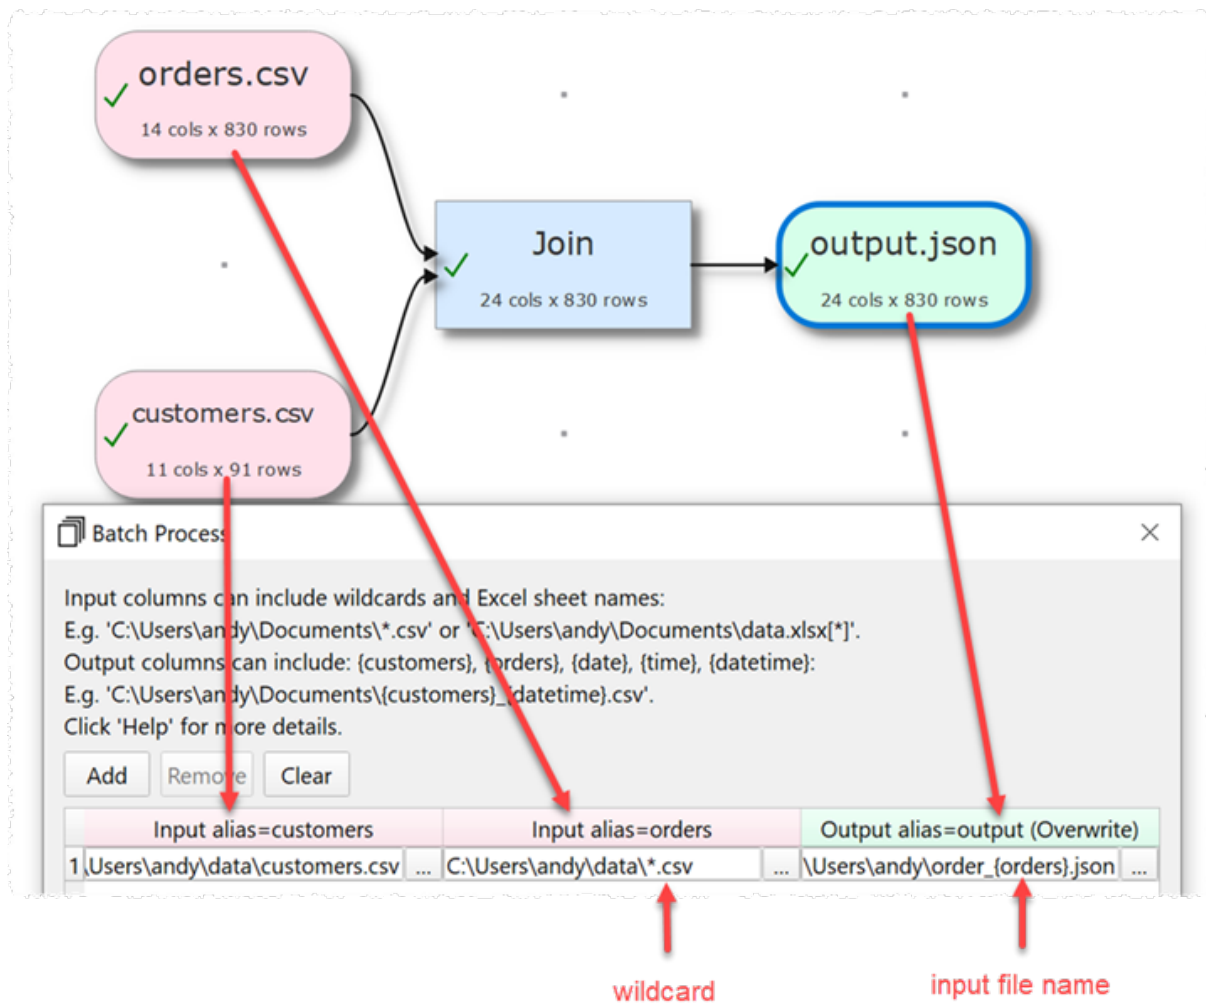 orders.csv
14 cols x 830 rows
Join
24 cols x 830 rows
output.json
24 cols x 830 rows
customers.csv
11 cols x 91 rows
Batch Process
Input columns can include wildcards and Excel sheet names:
E.g. 'C:\Users\andy\Documents\*.csv' or 'C:\Users\andy\Documents\data.xlsx[*]'.
Output columns can include: {customers}, {orders}, {date}, {time}, {datetime}:
E.g. 'C:\Users\andy\Documents\{customers}_{datetime}.csv'.
Click 'Help' for more details.
Add Remove Clear
Input alias=customers Input alias=orders Output alias=output (Overwrite)
1 \Users\andy\data\customers.csv ... C:\Users\andy\data\*.csv ... \Users\andy\order_{orders}.json ...
wildcard
input file name